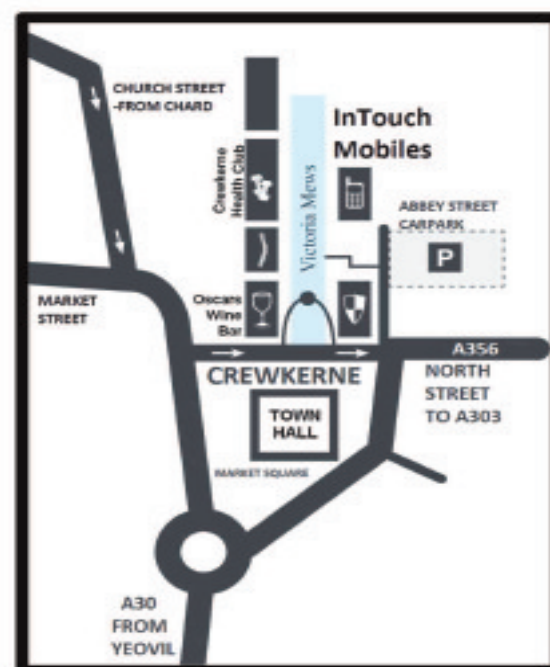 CHURCH STREET
-FROM CHARD
InTouch
Mobiles
Crewkerne
Health Club
Victoria Mews
ABBEY STREET
CARPARK
P
MARKET
STREET
Oscars
Wine
Bar
A356
CREWKERNE
NORTH
STREET
TO A303
TOWN
HALL
MARKET SQUARE
A30
FROM
YEOVIL